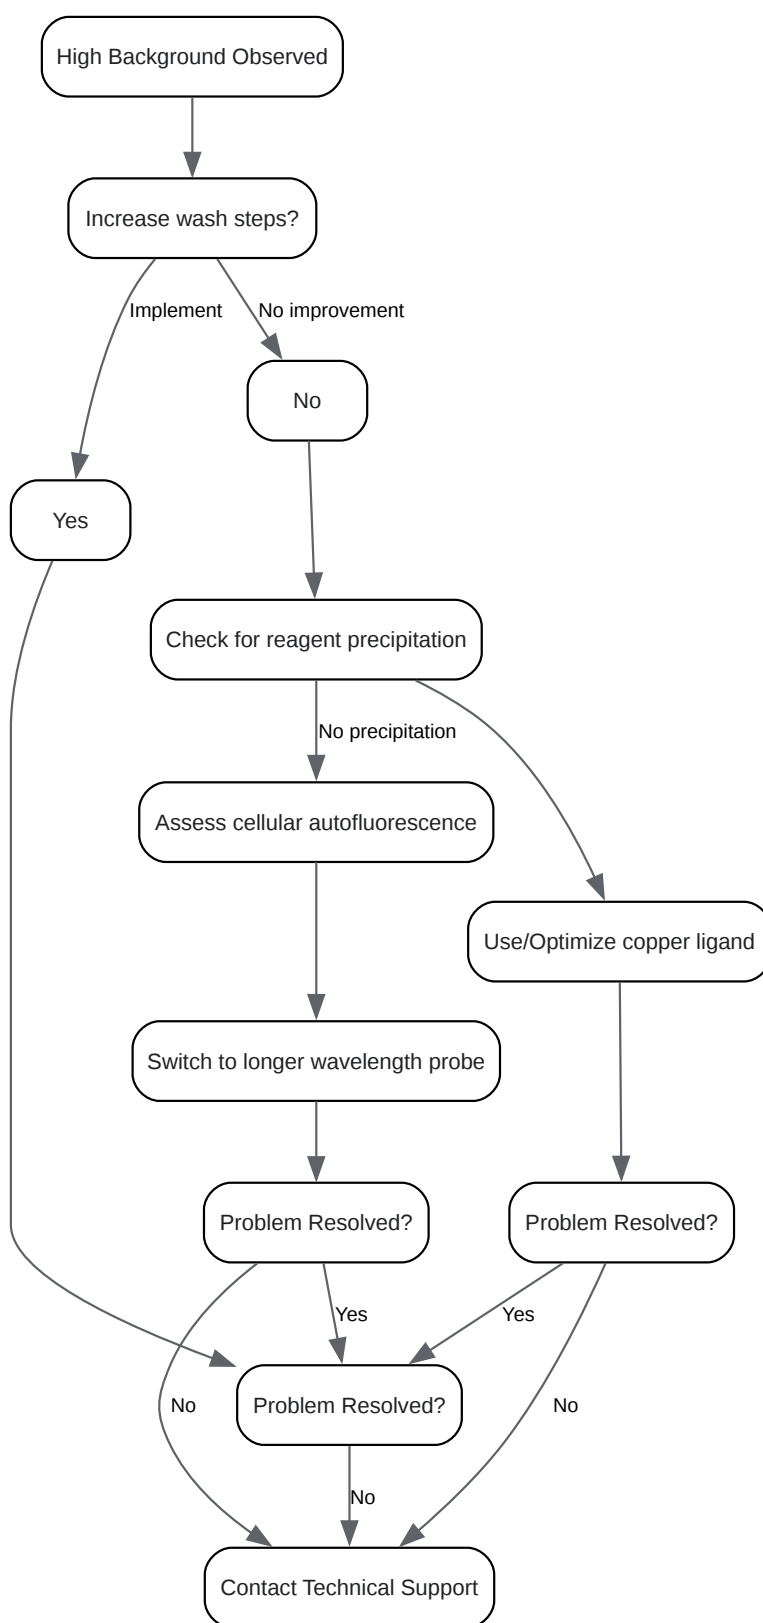 High Background Observed
Increase wash steps?
Implement
No improvement
No
Yes
Check for reagent precipitation
No precipitation
Assess cellular autofluorescence
Use/Optimize copper ligand
Switch to longer wavelength probe
Problem Resolved?
Problem Resolved?
Yes
Yes
No
Problem Resolved?
No
No
Contact Technical Support